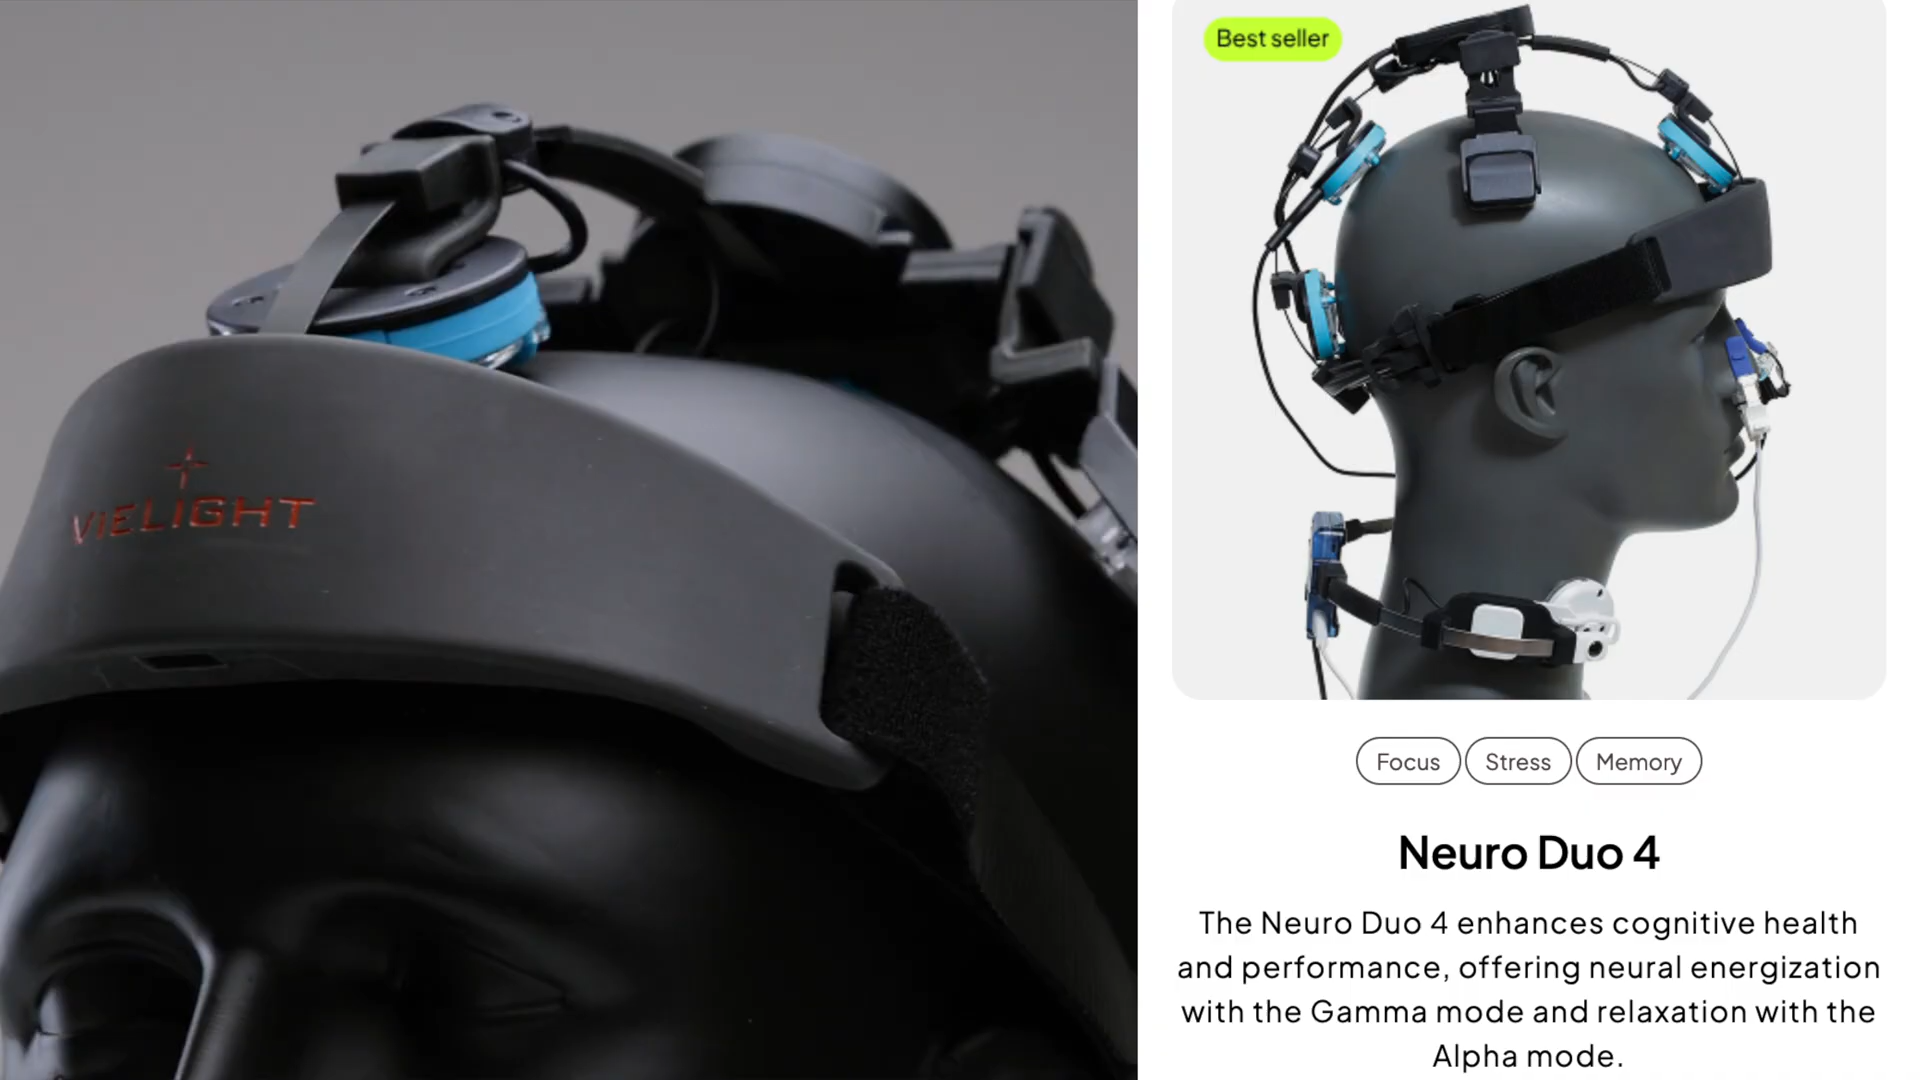 ViELiGHT
Best seller
Focus
Stress
Memory
Neuro Duo 4
The Neuro Duo 4 enhances cognitive health
and performance, offering neural energization
with the Gamma mode and relaxation with the
Alpha mode.